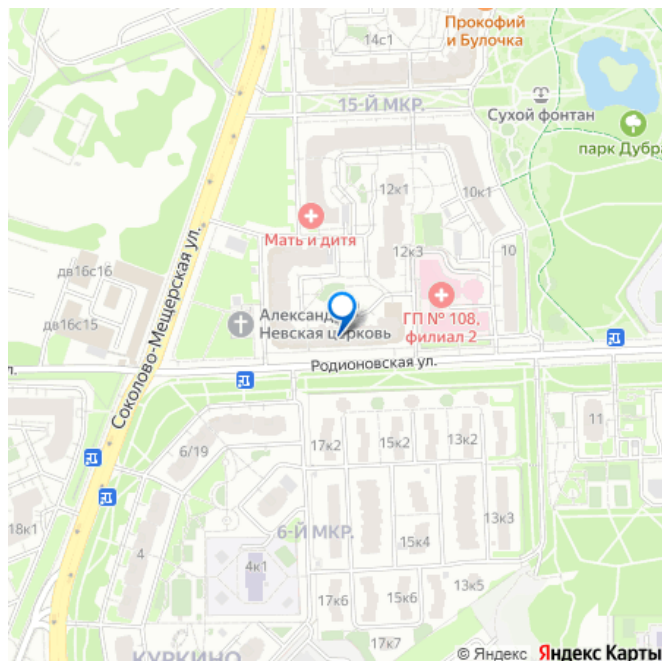 Прокофий
и Булочка
14с1
15-Й МКР.
Сухой фонтан
парк Дубра
12к1
10к1
Мать и дитя
12к3
10
дв16с16
дв16с15
Соколово-Мещерская ул.
Александ
Невская церковь
ГП № 108,
филиал 2
Родионовская ул.
л.
6/19
17к2
15к2
13к2
11
18к1
4
6-Й МКР.
4к1
15к4
13к3
17к6
15к6
13к5
17к7
КУРКИНО
© Яндекс Яндекс Карты